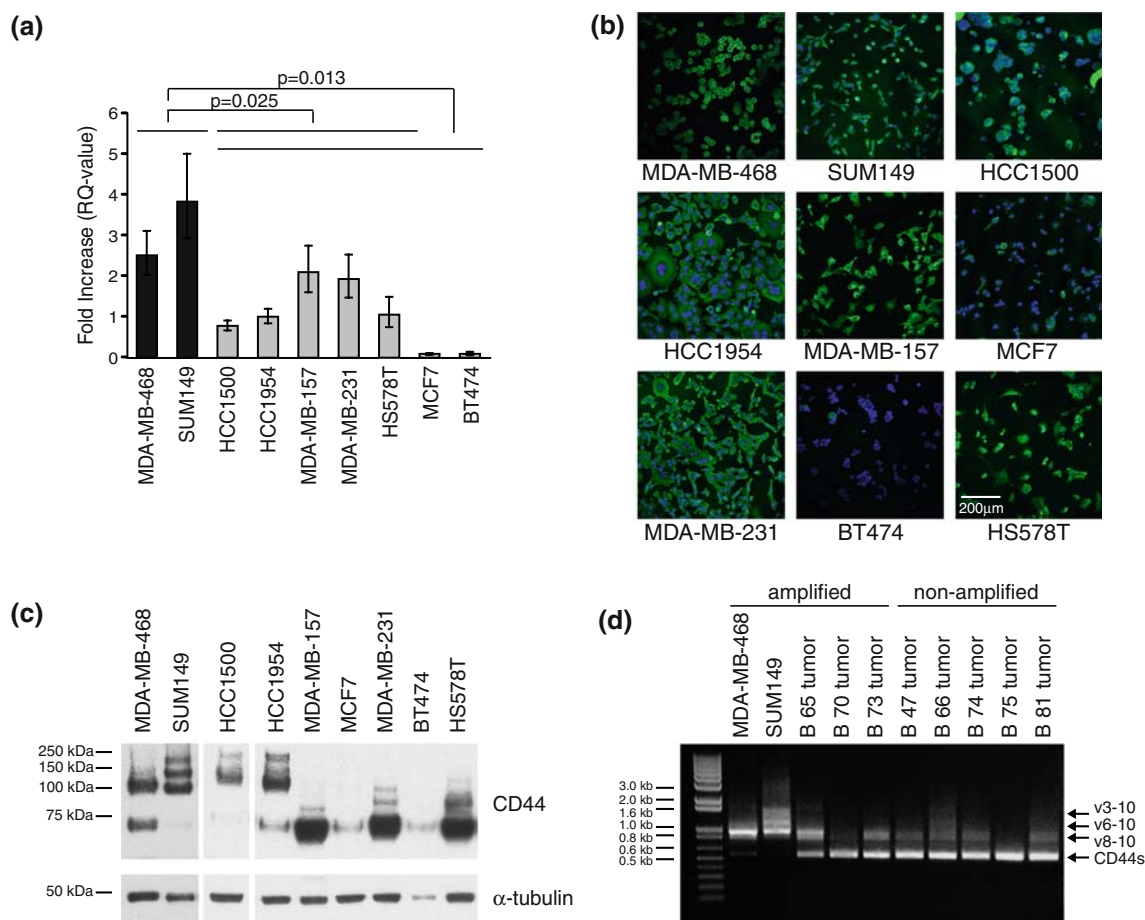 (a)
p=0.013
p=0.025
Fold Increase (RQ-value)
6
5
4
3
2
1
0
MDA-MB-468
SUM149
HCC1500
HCC1954
MDA-MB-157
MDA-MB-231
HS578T
MCF7
BT474
(b)
MDA-MB-468
SUM149
HCC1500
HCC1954
MDA-MB-157
MCF7
200µm
MDA-MB-231
BT474
HS578T
(c)
MDA-MB-468
SUM149
HCC1500
HCC1954
MDA-MB-157
MCF7
MDA-MB-231
BT474
HS578T
250 kDa
150 kDa
100 kDa
75 kDa
CD44
50 kDa
α-tubulin
(d)
amplified
non-amplified
MDA-MB-468
SUM149
B 65 tumor
B 70 tumor
B 73 tumor
B 47 tumor
B 66 tumor
B 74 tumor
B 75 tumor
B 81 tumor
3.0 kb
2.0 kb
1.6 kb
1.0 kb
0.8 kb
0.6 kb
0.5 kb
v3-10
v6-10
v8-10
CD44s